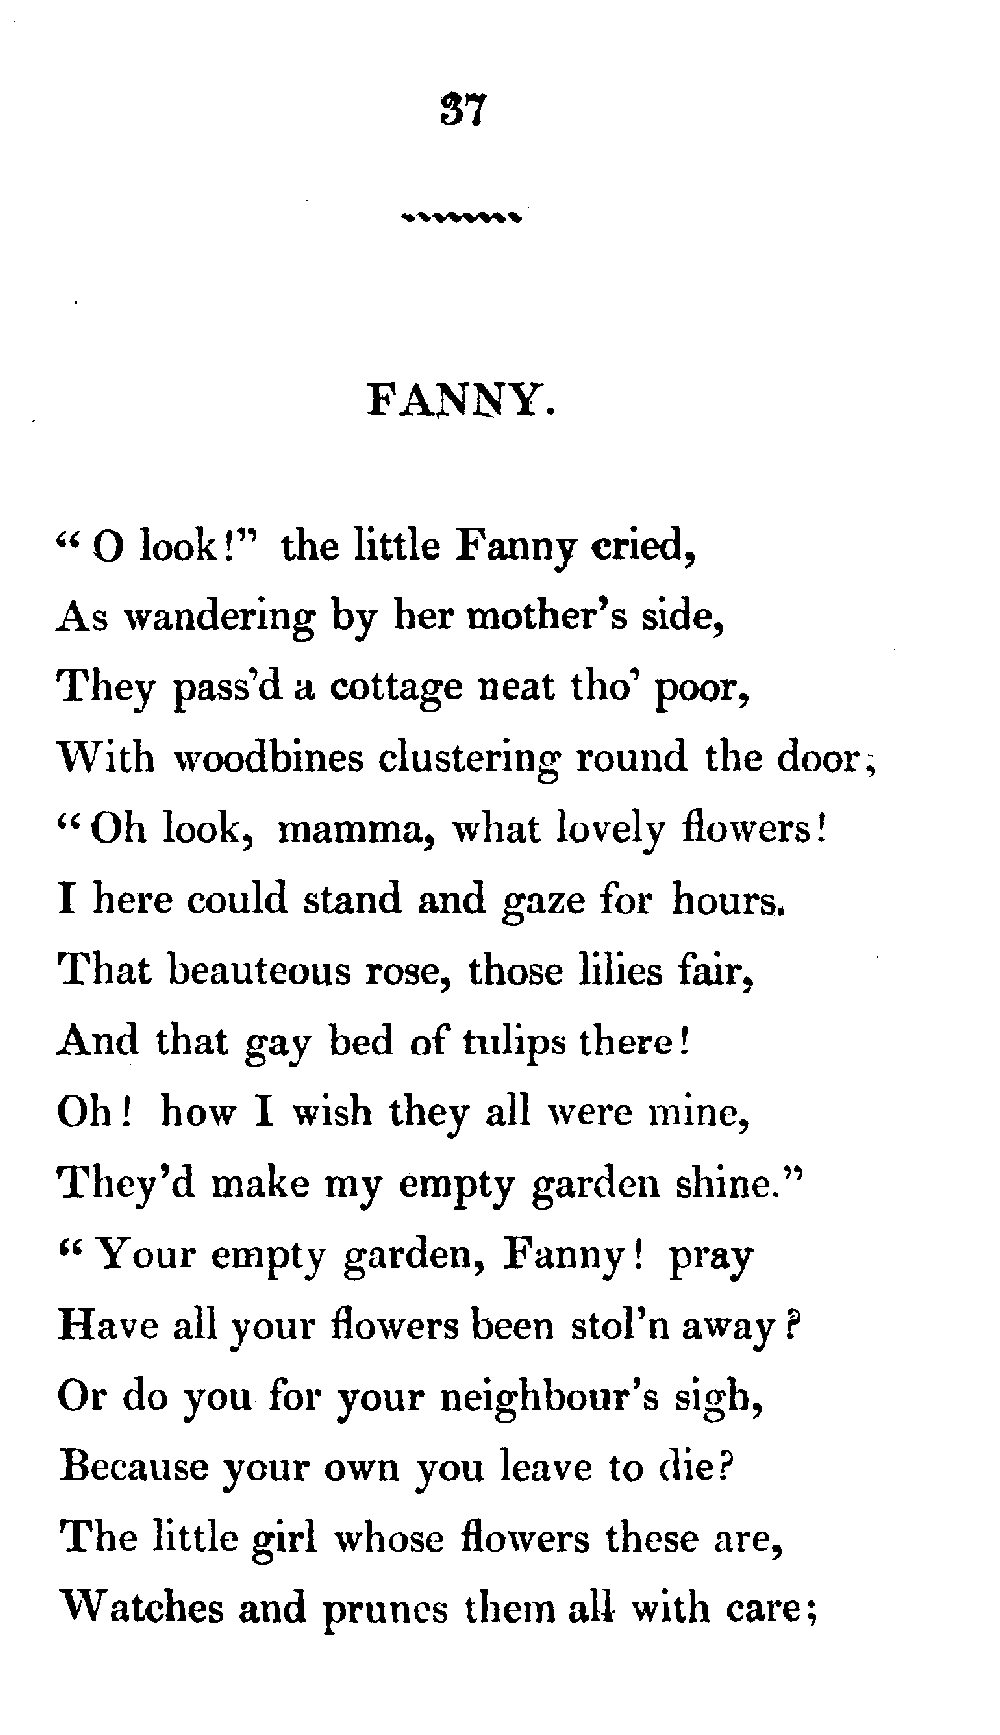 37
FANNY.
“ O look!” the little Fanny cried,
As wandering by her mother’s side,
They pass’d a cottage neat tho’ poor,
With woodbines clustering round the door;
“ Oh look, mamma, what lovely flowers!
I here could stand and gaze for hours.
That beauteous rose, those lilies fair,
And that gay bed of tulips there!
Oh! how I wish they all were mine,
They’d make my empty garden shine.”
“ Your empty garden, Fanny! pray
Have all your flowers been stol’n away?
Or do you for your neighbour’s sigh,
Because your own you leave to die?
The little girl whose flowers these are,
Watches and prunes them all with care;